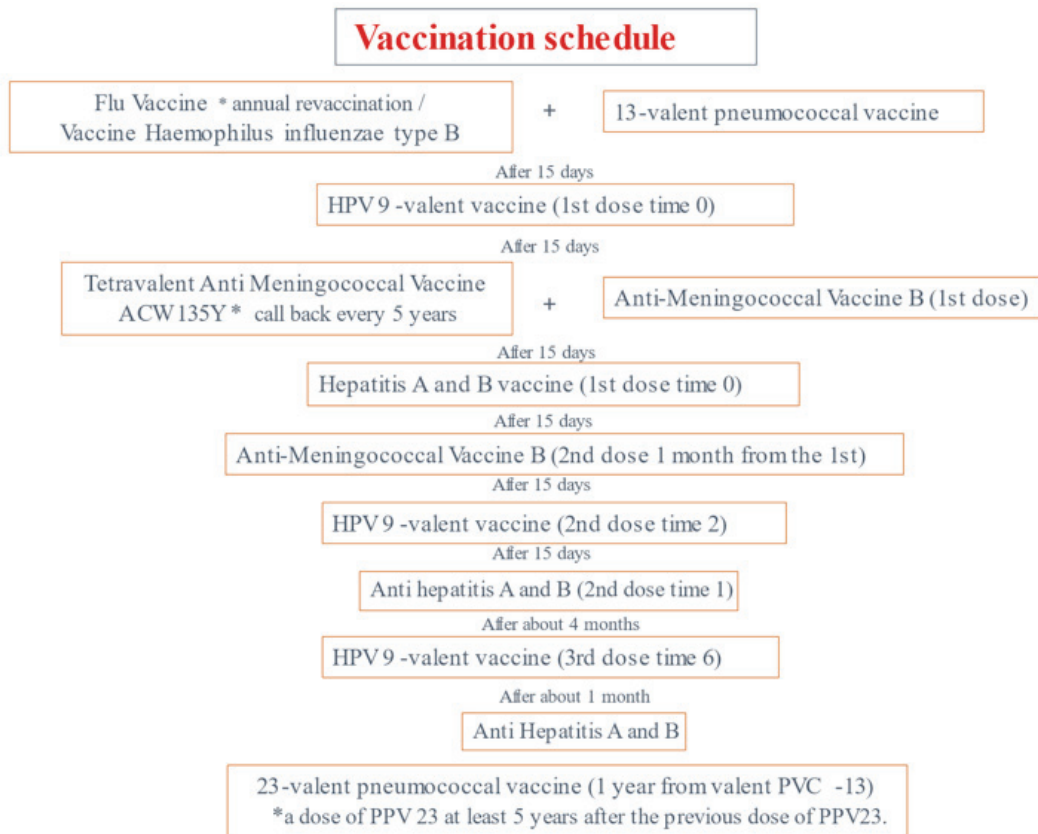 Vaccination schedule
Flu Vaccine * annual revaccination /
Vaccine Haemophilus influenzae type B
+
13-valent pneumococcal vaccine
After 15 days
HPV 9 -valent vaccine (1st dose time 0)
After 15 days
Tetravalent Anti Meningococcal Vaccine
ACW135Y * call back every 5 years
+
Anti-Meningococcal Vaccine B (1st dose)
After 15 days
Hepatitis A and B vaccine (1st dose time 0)
After 15 days
Anti-Meningococcal Vaccine B (2nd dose 1 month from the 1st)
After 15 days
HPV 9 -valent vaccine (2nd dose time 2)
After 15 days
Anti hepatitis A and B (2nd dose time 1)
After about 4 months
HPV 9 -valent vaccine (3rd dose time 6)
After about 1 month
Anti Hepatitis A and B
23-valent pneumococcal vaccine (1 year from valent PVC -13)
*a dose of PPV 23 at least 5 years after the previous dose of PPV23.